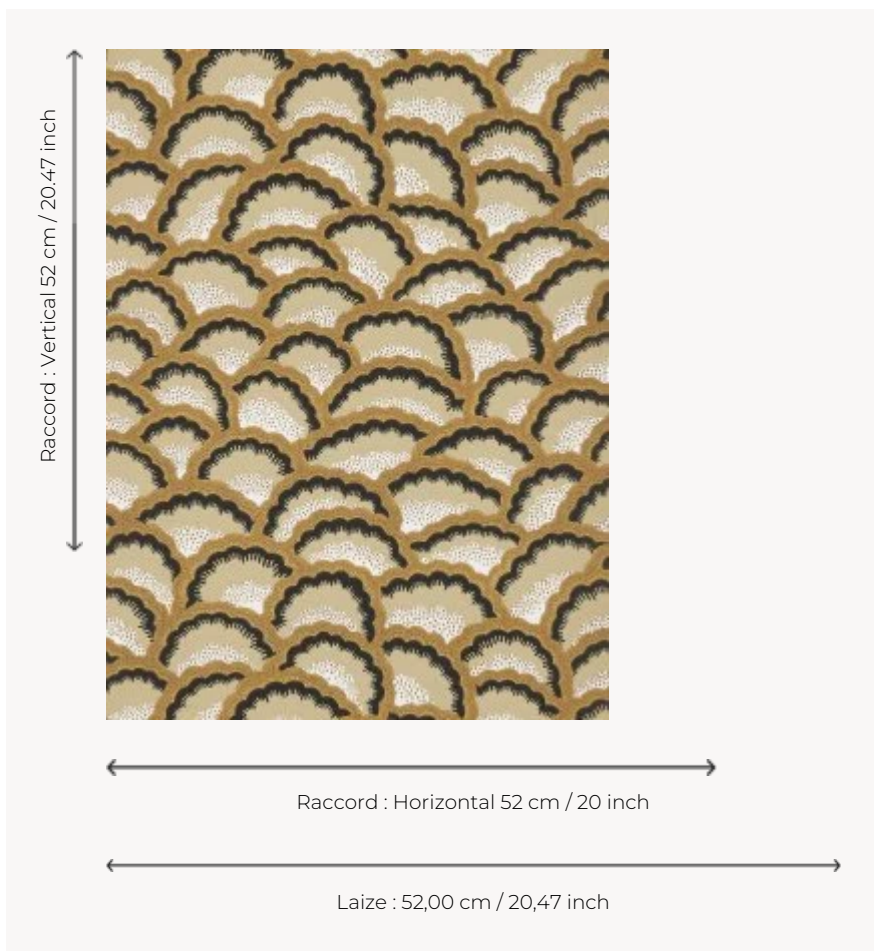 Raccord : Vertical 52 cm / 20.47 inch
Raccord : Horizontal 52 cm / 20 inch
Laize : 52,00 cm / 20,47 inch